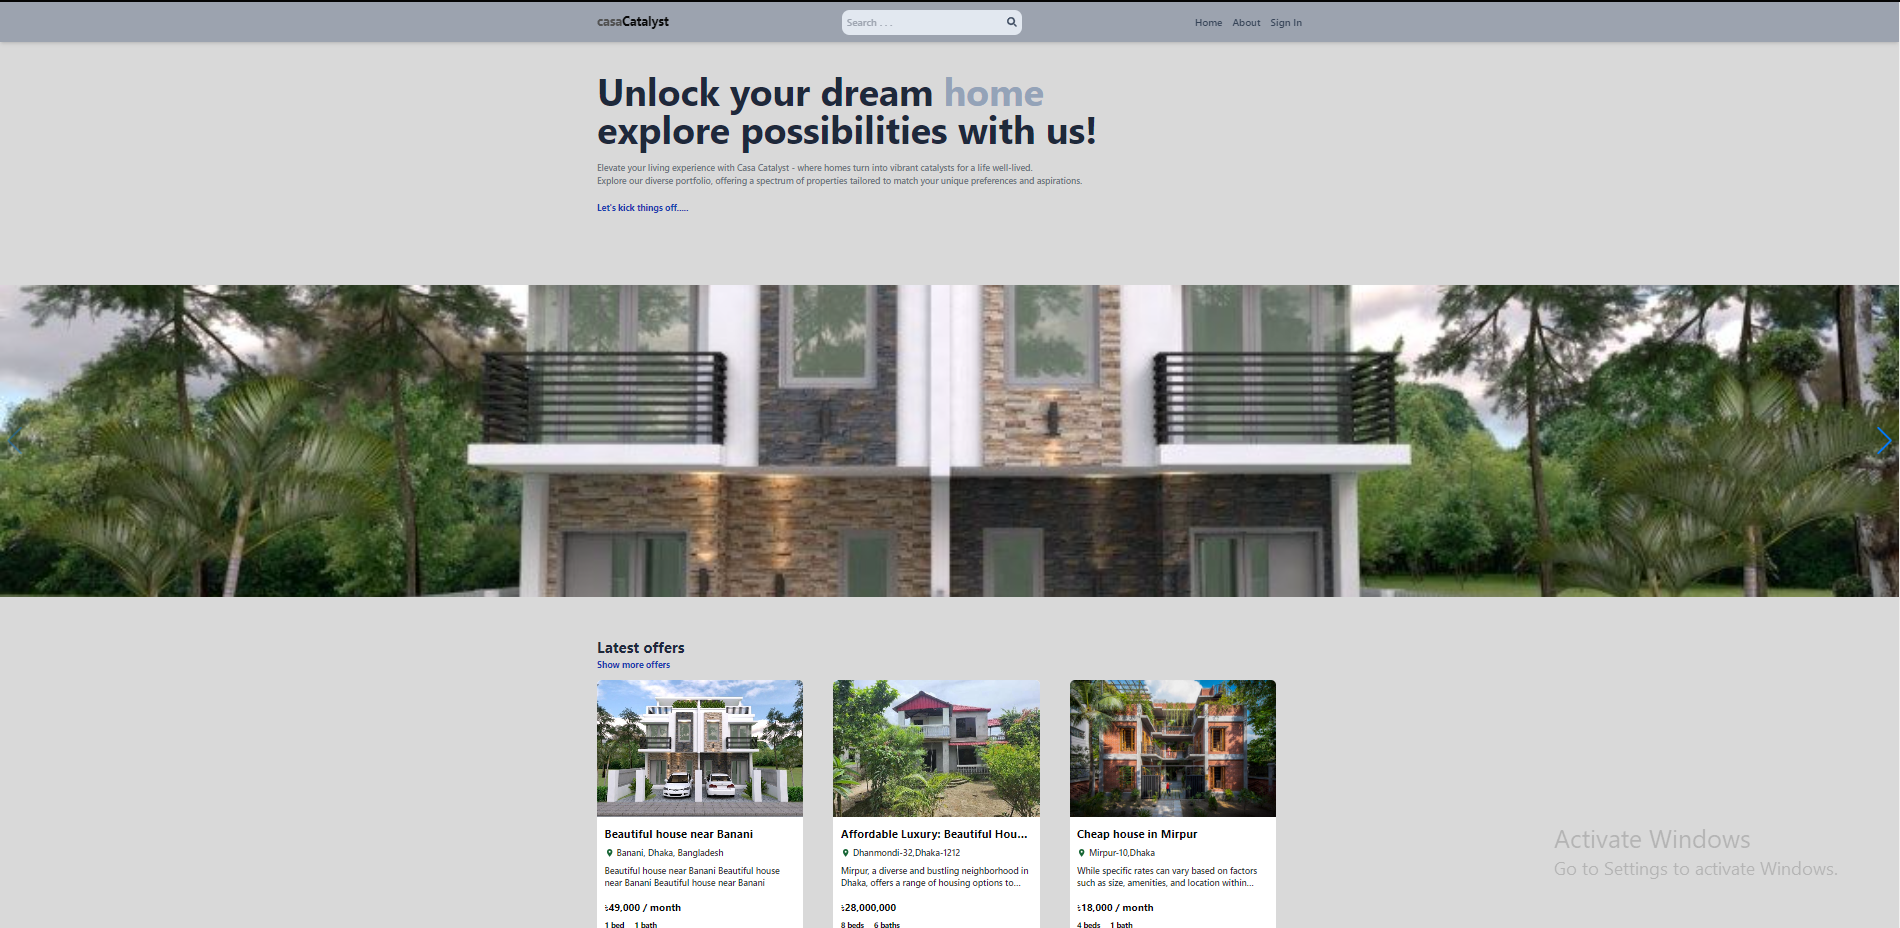 casaCatalyst
Search . . .
Home About Sign In
Unlock your dream home
explore possibilities with us!
Elevate your living experience with Casa Catalyst - where homes turn into vibrant catalysts for a life well-lived.
Explore our diverse portfolio, offering a spectrum of properties tailored to match your unique preferences and aspirations.
Let's kick things off.....
Latest offers
Show more offers
Beautiful house near Banani
Banani, Dhaka, Bangladesh
Beautiful house near Banani Beautiful house
near Banani Beautiful house near Banani
৳49,000 / month
1 bed 1 bath
Affordable Luxury: Beautiful Hou...
Dhanmondi-32,Dhaka-1212
Mirpur, a diverse and bustling neighborhood in
Dhaka, offers a range of housing options to...
৳28,000,000
8 beds 6 baths
Cheap house in Mirpur
Mirpur-10,Dhaka
While specific rates can vary based on factors
such as size, amenities, and location within...
৳18,000 / month
4 beds 1 bath
Activate Windows
Go to Settings to activate Windows.